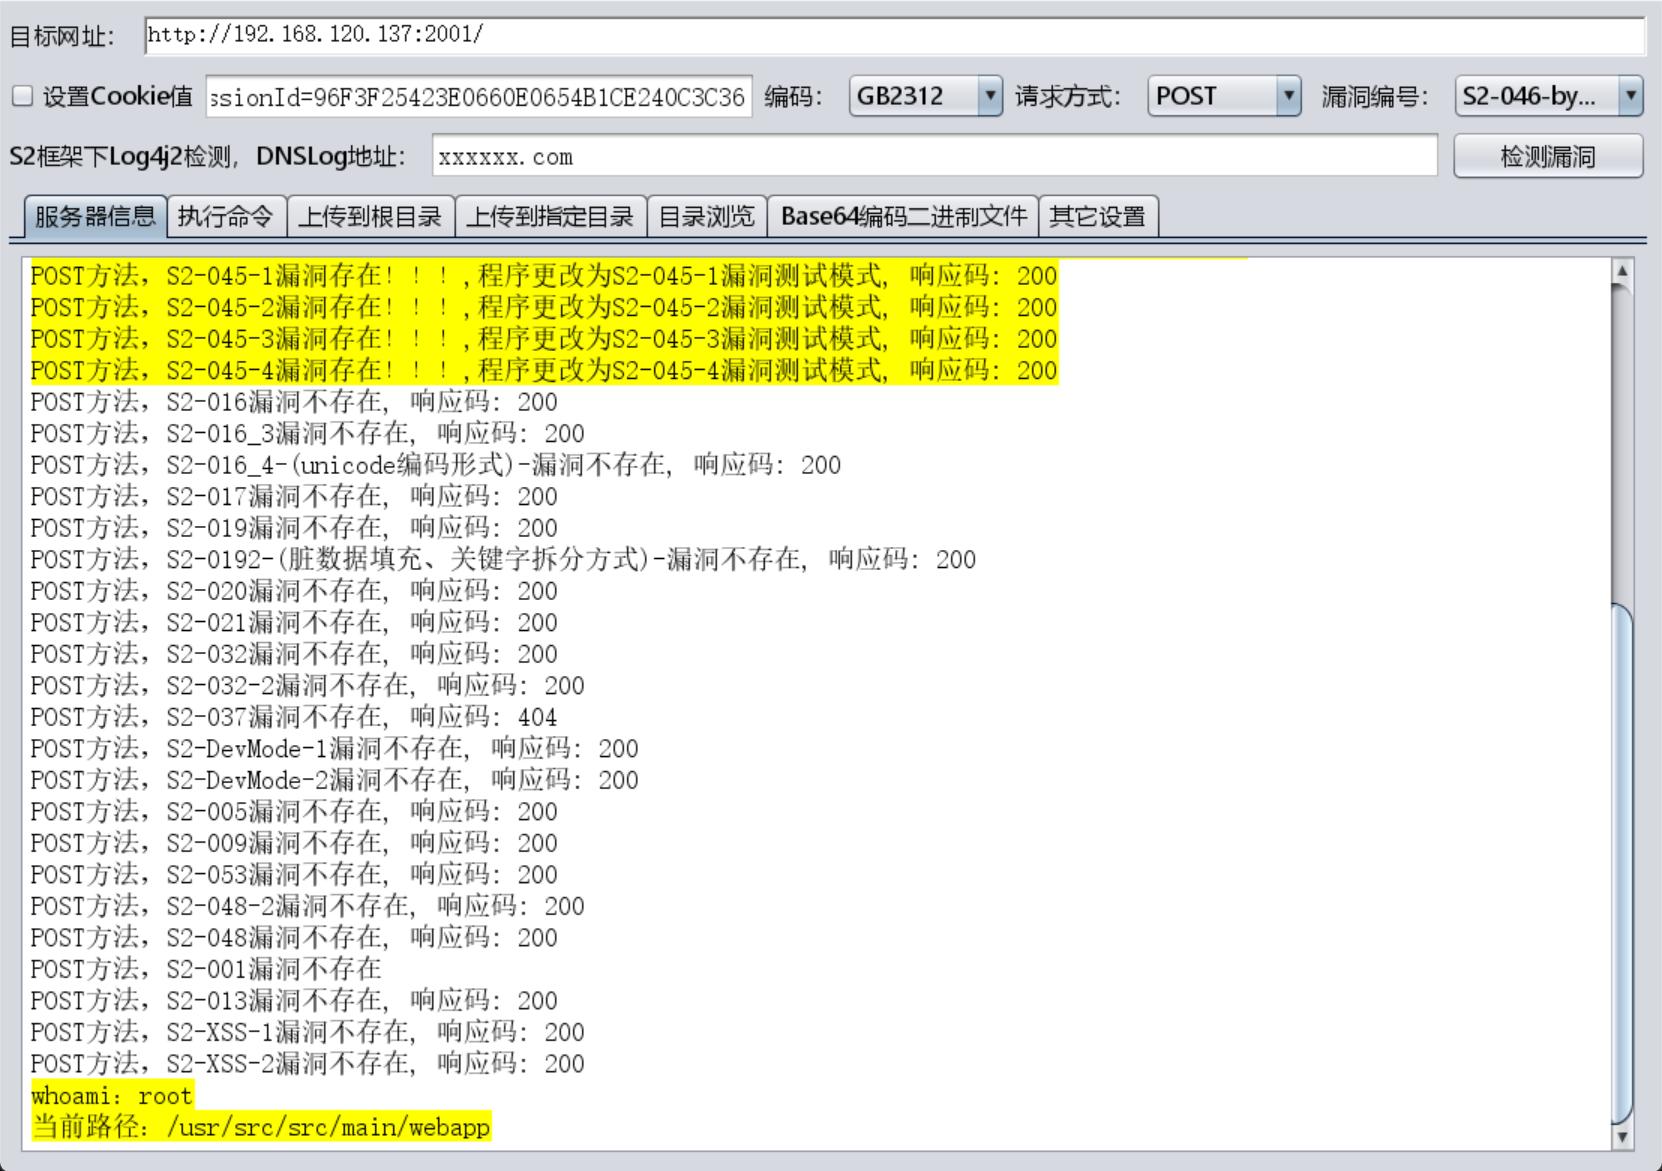 目标网址： http://192.168.120.137:2001/
设置Cookie值 ssionId=96F3F25423E0660E0654B1CE240C3C36 编码： GB2312 请求方式： POST 漏洞编号： S2-046-by...
S2框架下Log4j2检测，DNSLog地址： xxxxxx.com 检测漏洞
服务器信息 执行命令 上传到根目录 上传到指定目录 目录浏览 Base64编码二进制文件 其它设置
POST方法，S2-045-1漏洞存在！！！,程序更改为S2-045-1漏洞测试模式, 响应码: 200
POST方法，S2-045-2漏洞存在！！！,程序更改为S2-045-2漏洞测试模式, 响应码: 200
POST方法，S2-045-3漏洞存在！！！,程序更改为S2-045-3漏洞测试模式, 响应码: 200
POST方法，S2-045-4漏洞存在！！！,程序更改为S2-045-4漏洞测试模式, 响应码: 200
POST方法，S2-016漏洞不存在, 响应码: 200
POST方法，S2-016_3漏洞不存在, 响应码: 200
POST方法，S2-016_4-(unicode编码形式)-漏洞不存在, 响应码: 200
POST方法，S2-017漏洞不存在, 响应码: 200
POST方法，S2-019漏洞不存在, 响应码: 200
POST方法，S2-0192-(脏数据填充、关键字拆分方式)-漏洞不存在, 响应码: 200
POST方法，S2-020漏洞不存在, 响应码: 200
POST方法，S2-021漏洞不存在, 响应码: 200
POST方法，S2-032漏洞不存在, 响应码: 200
POST方法，S2-032-2漏洞不存在, 响应码: 200
POST方法，S2-037漏洞不存在, 响应码: 404
POST方法，S2-DevMode-1漏洞不存在, 响应码: 200
POST方法，S2-DevMode-2漏洞不存在, 响应码: 200
POST方法，S2-005漏洞不存在, 响应码: 200
POST方法，S2-009漏洞不存在, 响应码: 200
POST方法，S2-053漏洞不存在, 响应码: 200
POST方法，S2-048-2漏洞不存在, 响应码: 200
POST方法，S2-048漏洞不存在, 响应码: 200
POST方法，S2-001漏洞不存在
POST方法，S2-013漏洞不存在, 响应码: 200
POST方法，S2-XSS-1漏洞不存在, 响应码: 200
POST方法，S2-XSS-2漏洞不存在, 响应码: 200
whoami: root
当前路径: /usr/src/src/main/webapp